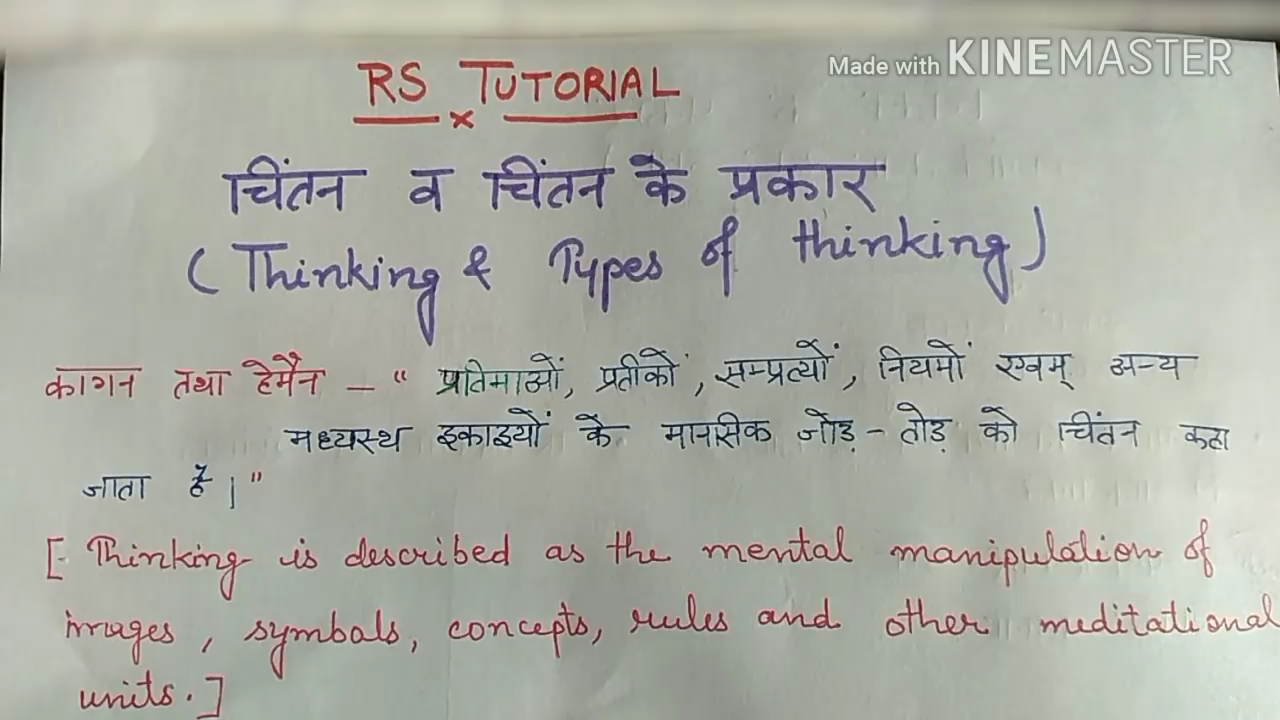 Made with KINEMASTER
RS × TUTORIAL
चिंतन व चिंतन के प्रकार
(Thinking & Types of thinking)
कागन तथा हेमैन – " प्रतिमाओं, प्रतीकों, सम्प्रत्यों, नियमों एवम् अन्य
मध्यस्थ इकाइयों के मानसिक जोड़ - तोड़ को चिंतन कहा
जाता है।"
[ Thinking is described as the mental manipulation of
images, symbols, concepts, rules and other meditational
units. ]